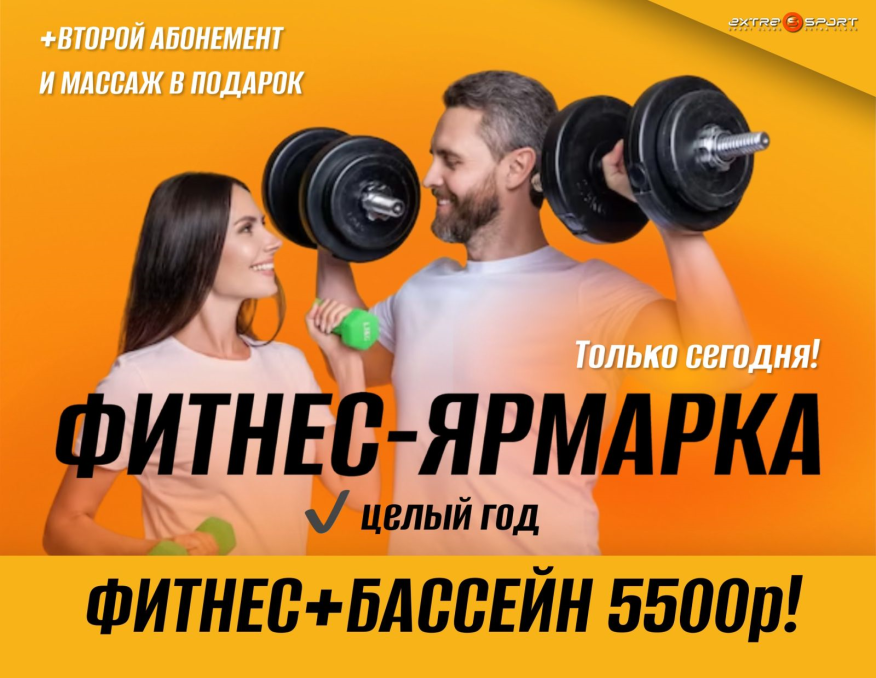 +ВТОРОЙ АБОНЕМЕНТ
И МАССАЖ В ПОДАРОК
EXTRA SPORT
Только сегодня!
ФИТНЕС-ЯРМАРКА
целый год
ФИТНЕС+БАССЕЙН 5500р!